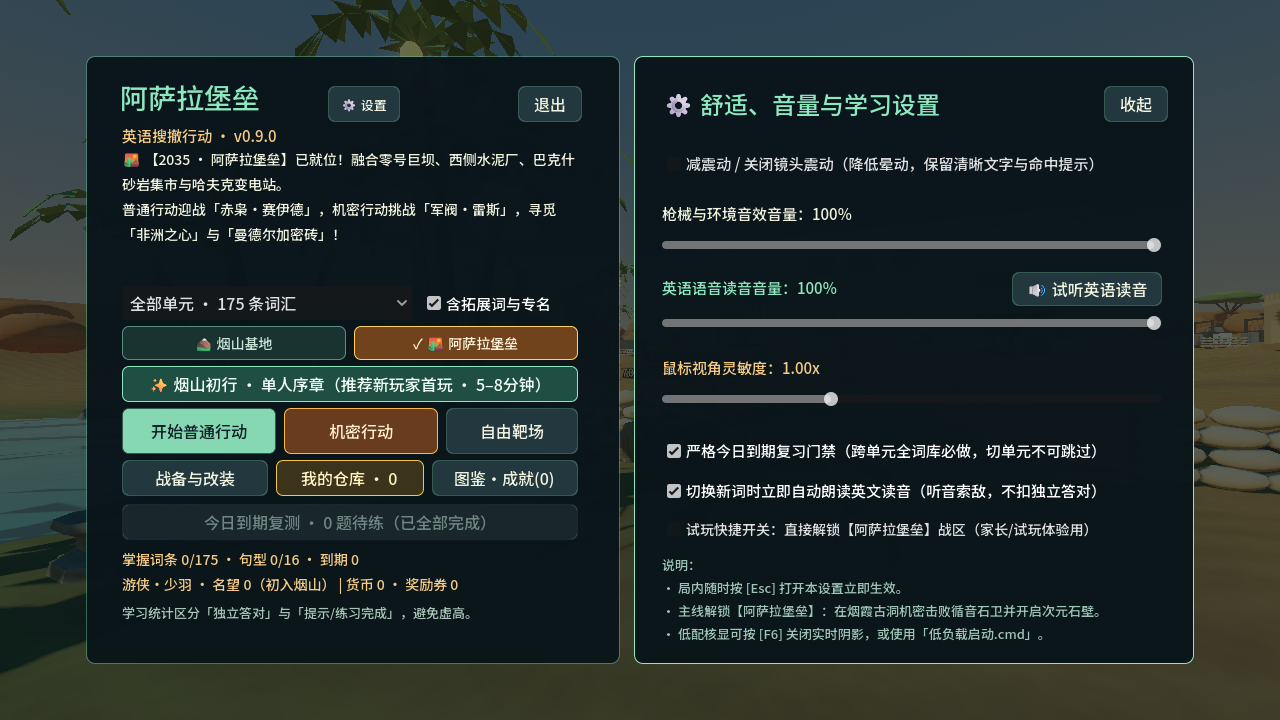 阿萨拉堡垒
⚙ 设置
退出
英语搜撤行动 · v0.9.0
【2035 · 阿萨拉堡垒】已就位！融合零号巨坝、西侧水泥厂、巴克什
砂岩集市与哈夫克变电站。
普通行动迎战「赤枭·赛伊德」，机密行动挑战「军阀·雷斯」，寻觅
「非洲之心」与「曼德尔加密砖」！
全部单元 · 175 条词汇
含拓展词与专名
烟山基地
✓ 阿萨拉堡垒
✨ 烟山初行 · 单人序章（推荐新玩家首玩 · 5–8分钟）
开始普通行动
机密行动
自由靶场
战备与改装
我的仓库 · 0
图鉴·成就(0)
今日到期复测 · 0 题待练（已全部完成）
掌握词条 0/175 · 句型 0/16 · 到期 0
游侠·少羽 · 名望 0（初入烟山） | 货币 0 · 奖励券 0
学习统计区分「独立答对」与「提示/练习完成」，避免虚高。
⚙ 舒适、音量与学习设置
收起
减震动 / 关闭镜头震动（降低晕动，保留清晰文字与命中提示）
枪械与环境音效音量：100%
英语语音读音音量：100%
🔊 试听英语读音
鼠标视角灵敏度：1.00x
严格今日到期复习门禁（跨单元全词库必做，切单元不可跳过）
切换新词时立即自动朗读英文读音（听音索敌，不扣独立答对）
试玩快捷开关：直接解锁【阿萨拉堡垒】战区（家长/试玩体验用）
说明：
· 局内随时按 [Esc] 打开本设置立即生效。
· 主线解锁【阿萨拉堡垒】：在烟霞古洞机密击败循音石卫并开启次元石壁。
· 低配核显可按 [F6] 关闭实时阴影，或使用「低负载启动.cmd」。